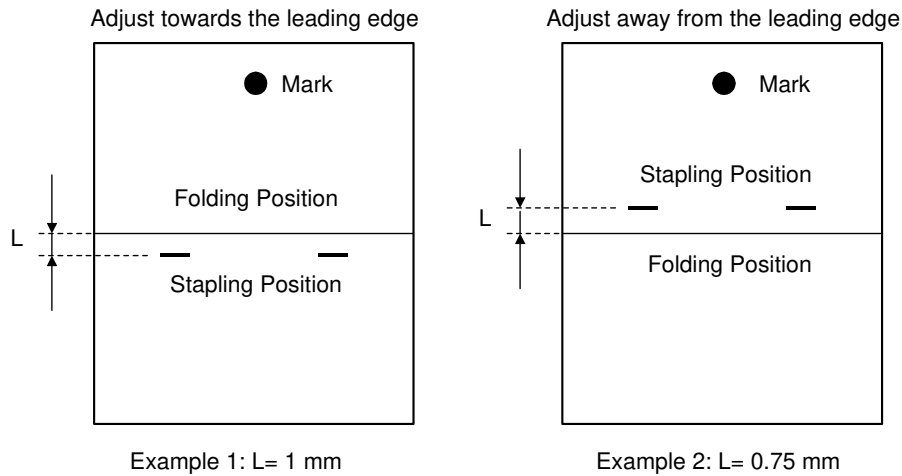 Adjust towards the leading edge
Mark
Folding Position
L
Stapling Position
Example 1: L= 1 mm
Adjust away from the leading edge
Mark
Stapling Position
L
Folding Position
Example 2: L= 0.75 mm